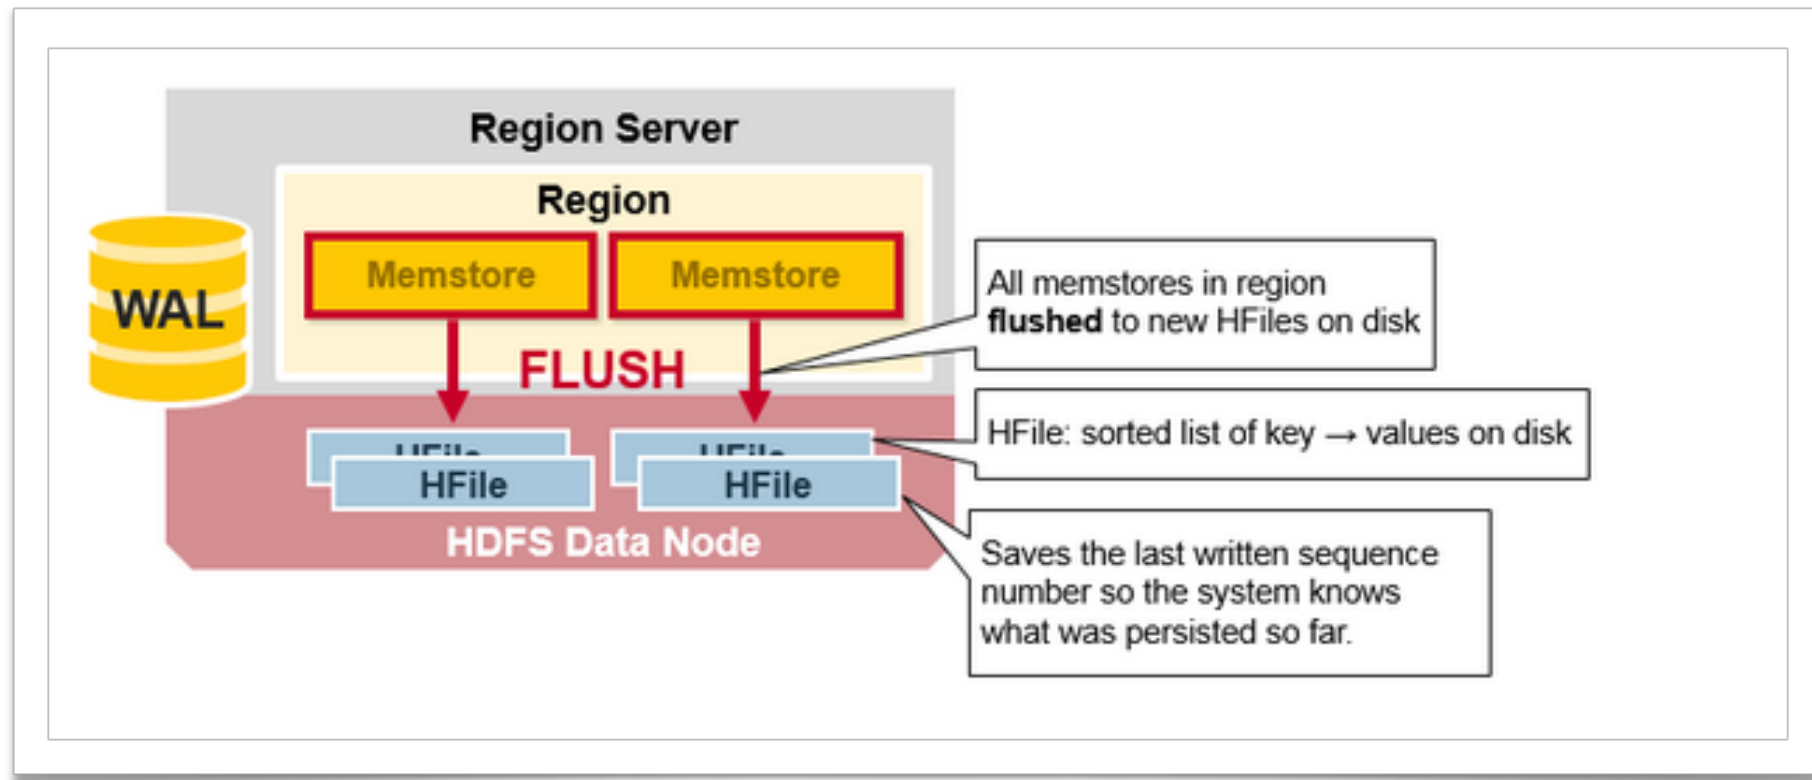 Region Server
Region
Memstore
Memstore
WAL
FLUSH
All memstores in region
flushed to new HFiles on disk
HFile: sorted list of key → values on disk
HFile
HFile
HFile
HFile
HDFS Data Node
Saves the last written sequence
number so the system knows
what was persisted so far.